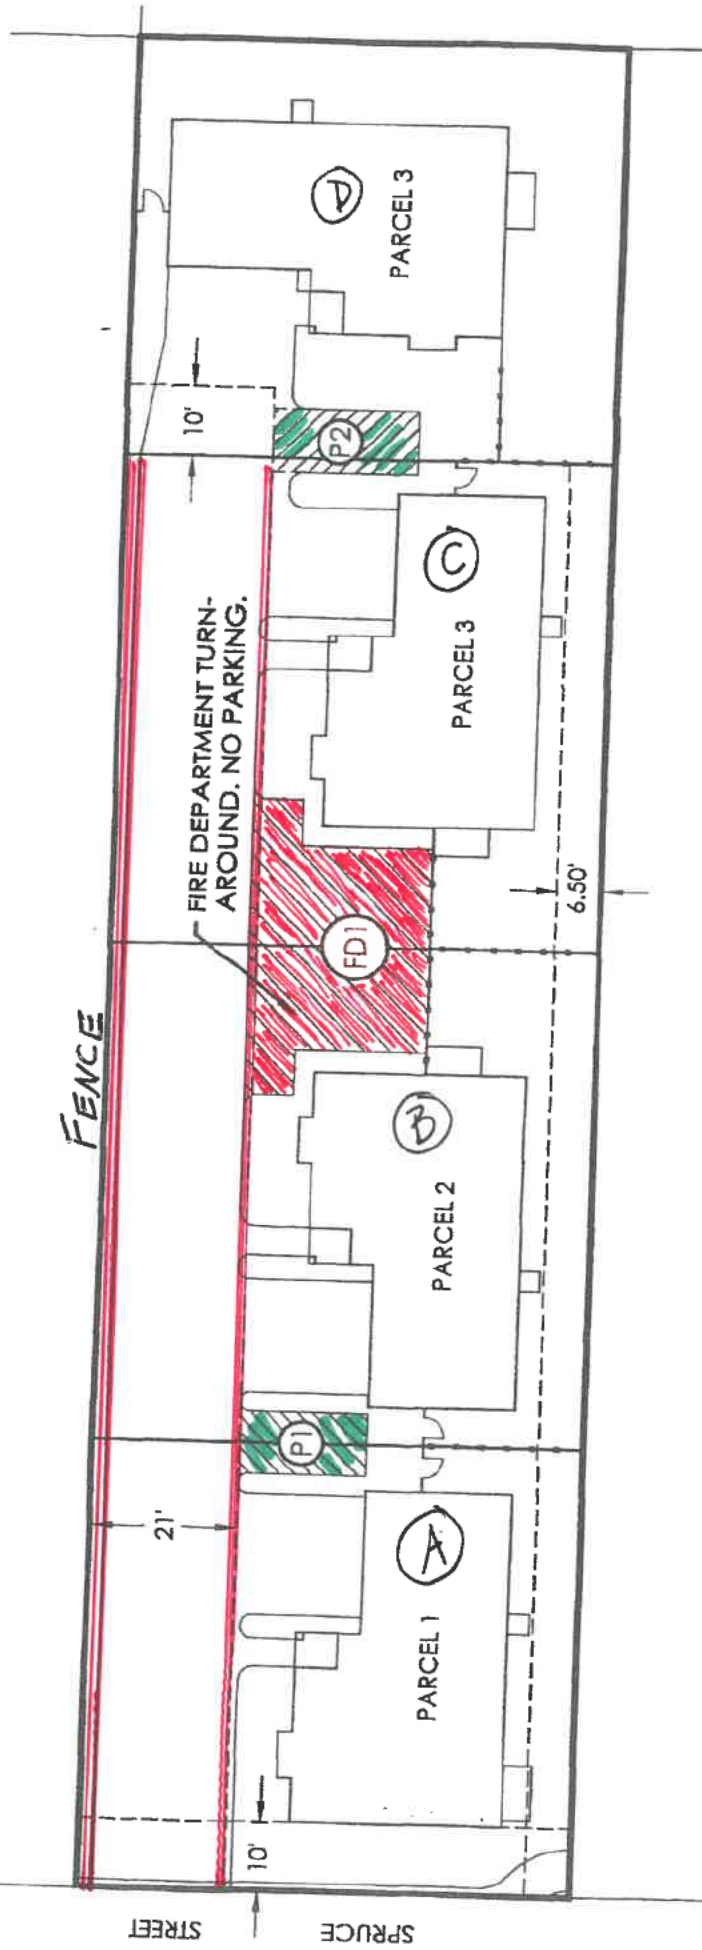 FENCE
SPRUCE
STREET
10'
21'
A
PARCEL 1
P1
B
PARCEL 2
FD1
FIRE DEPARTMENT TURN-
AROUND. NO PARKING.
6.50'
C
PARCEL 3
P2
10'
D
PARCEL 3